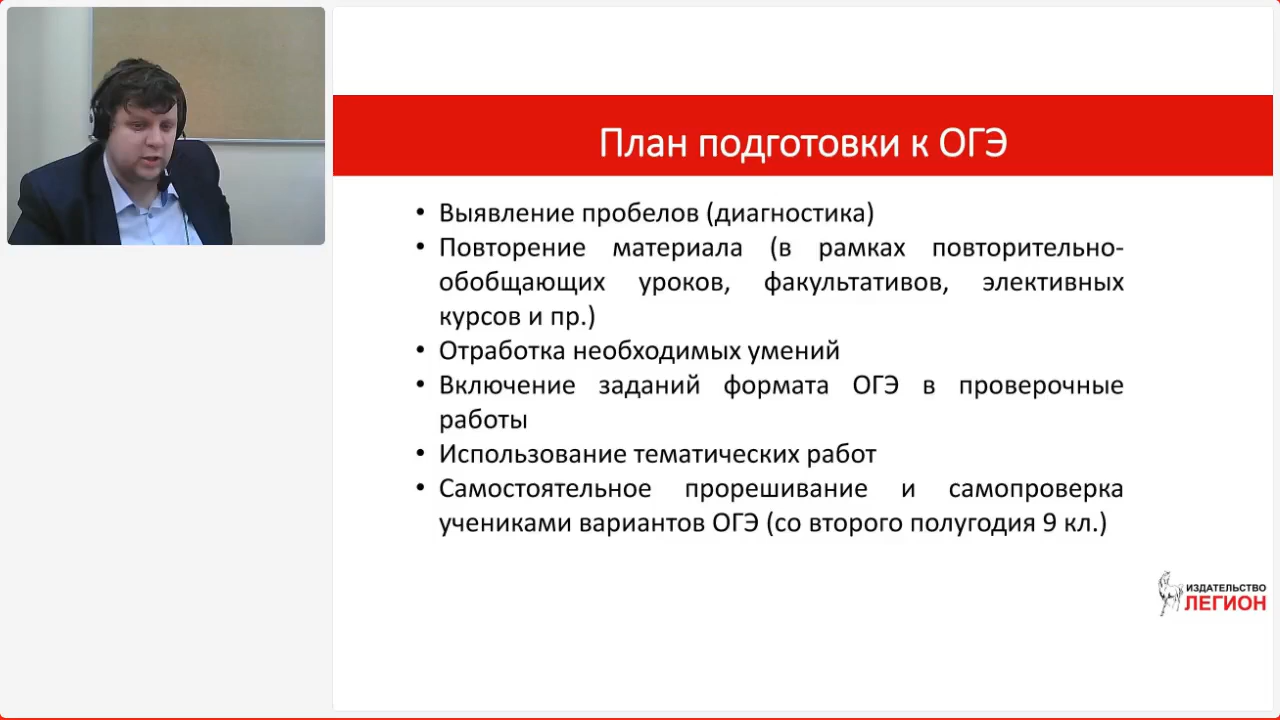 План подготовки к ОГЭ
• Выявление пробелов (диагностика)
• Повторение материала (в рамках повторительно-
обобщающих уроков, факультативов, элективных
курсов и пр.)
• Отработка необходимых умений
• Включение заданий формата ОГЭ в проверочные
работы
• Использование тематических работ
• Самостоятельное прорешивание и самопроверка
учениками вариантов ОГЭ (со второго полугодия 9 кл.)
ИЗДАТЕЛЬСТВО
ЛЕГИОН